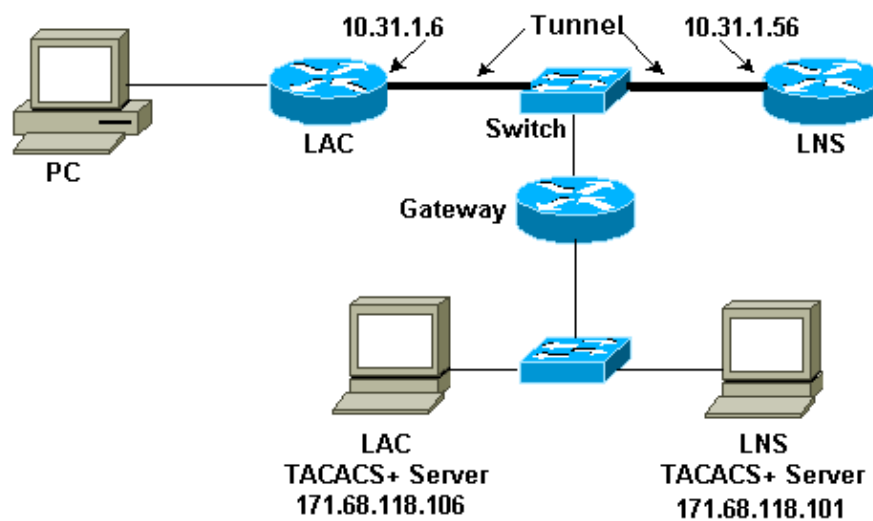 10.31.1.6
Tunnel
10.31.1.56
LAC
Switch
LNS
PC
Gateway
LAC
TACACS+ Server
171.68.118.106
LNS
TACACS+ Server
171.68.118.101